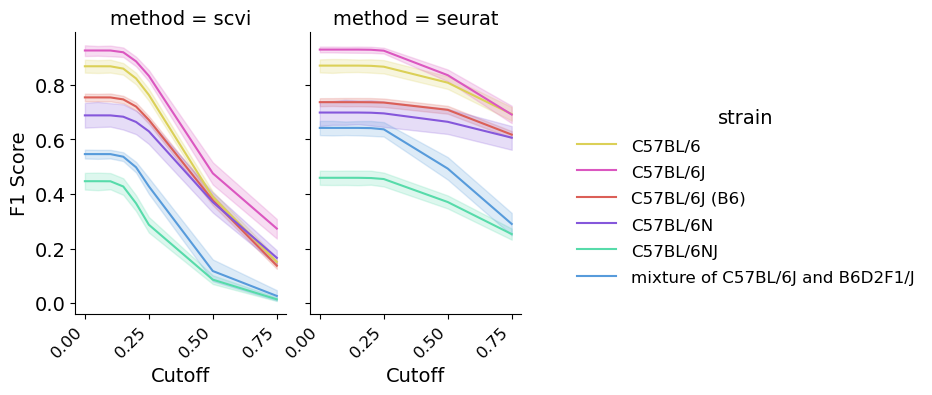 method = scvi
method = seurat
F1 Score
0.8
0.6
0.4
0.2
0.0
0.00
0.25
0.50
0.75
0.00
0.25
0.50
0.75
Cutoff
Cutoff
strain
C57BL/6
C57BL/6J
C57BL/6J (B6)
C57BL/6N
C57BL/6NJ
mixture of C57BL/6J and B6D2F1/J